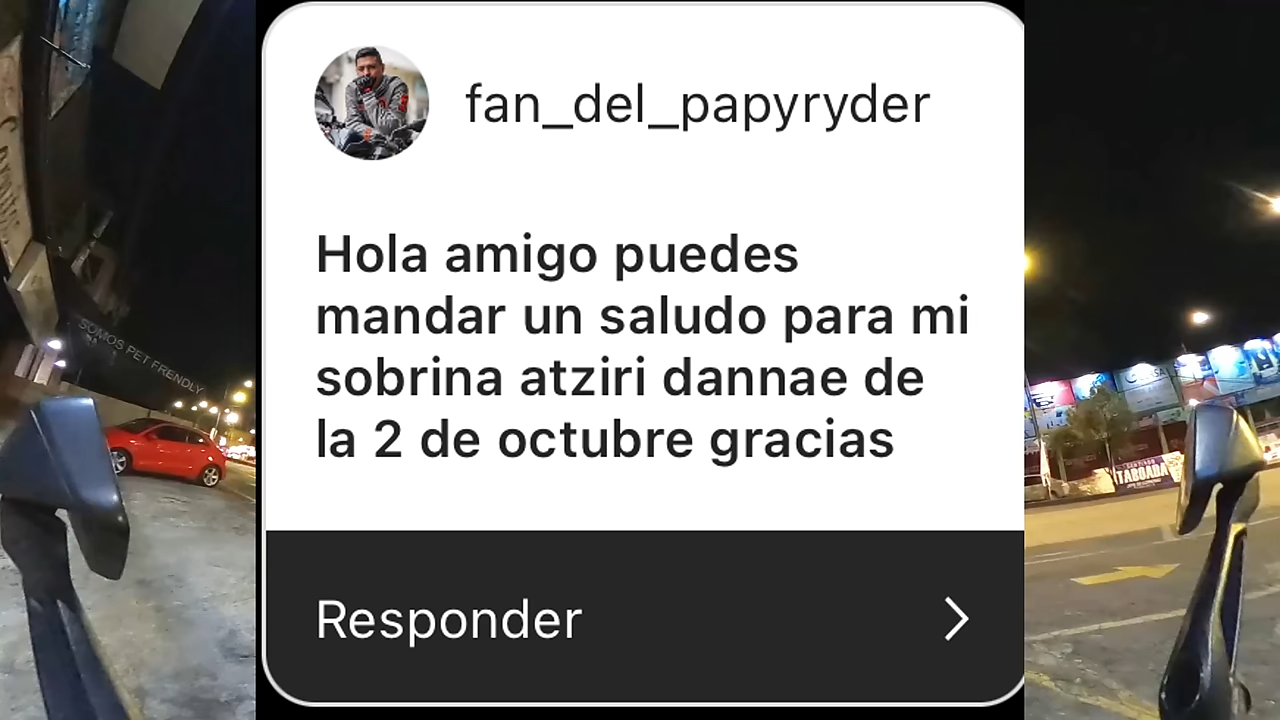 fan_del_papyryder
Hola amigo puedes
mandar un saludo para mi
sobrina atziri dannae de
la 2 de octubre gracias
Responder
SOMOS PET FRIENDLY
TABOADA